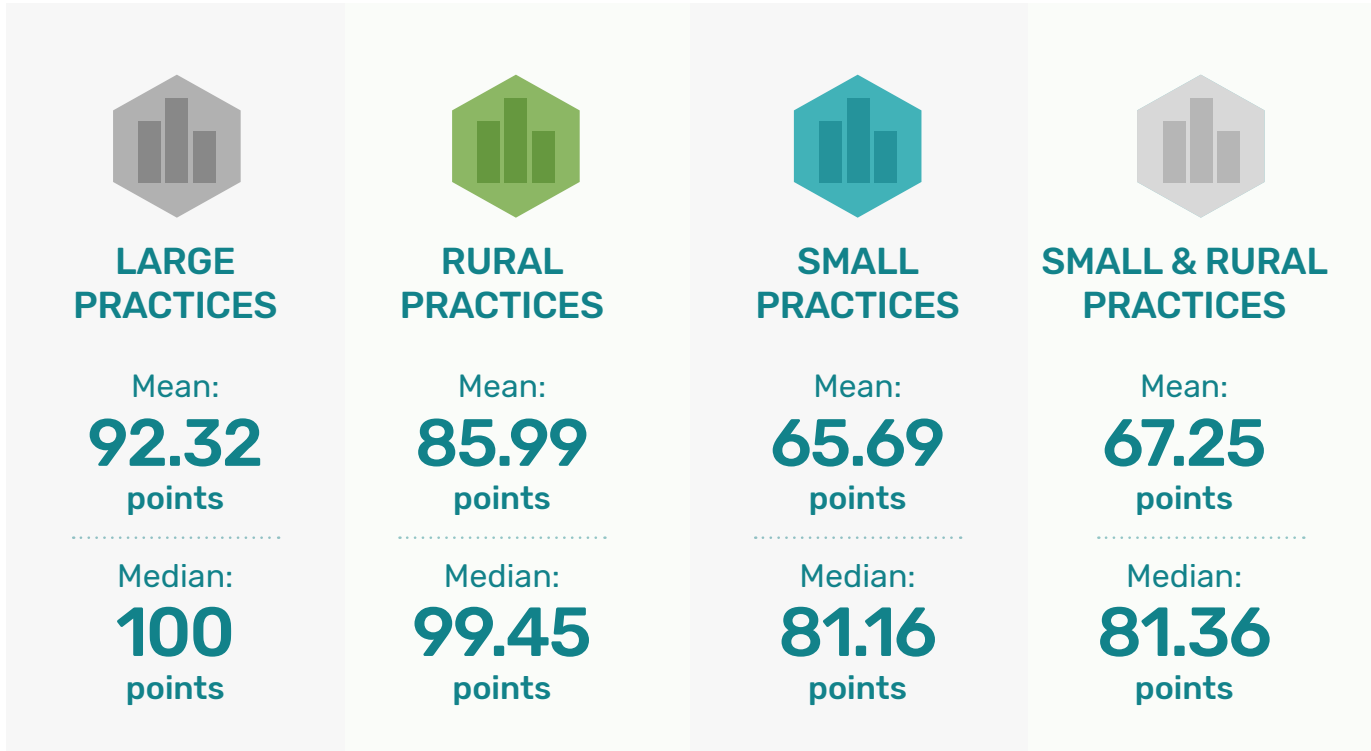 LARGE
PRACTICES
Mean:
92.32
points
Median:
100
points
RURAL
PRACTICES
Mean:
85.99
points
Median:
99.45
points
SMALL
PRACTICES
Mean:
65.69
points
Median:
81.16
points
SMALL & RURAL
PRACTICES
Mean:
67.25
points
Median:
81.36
points